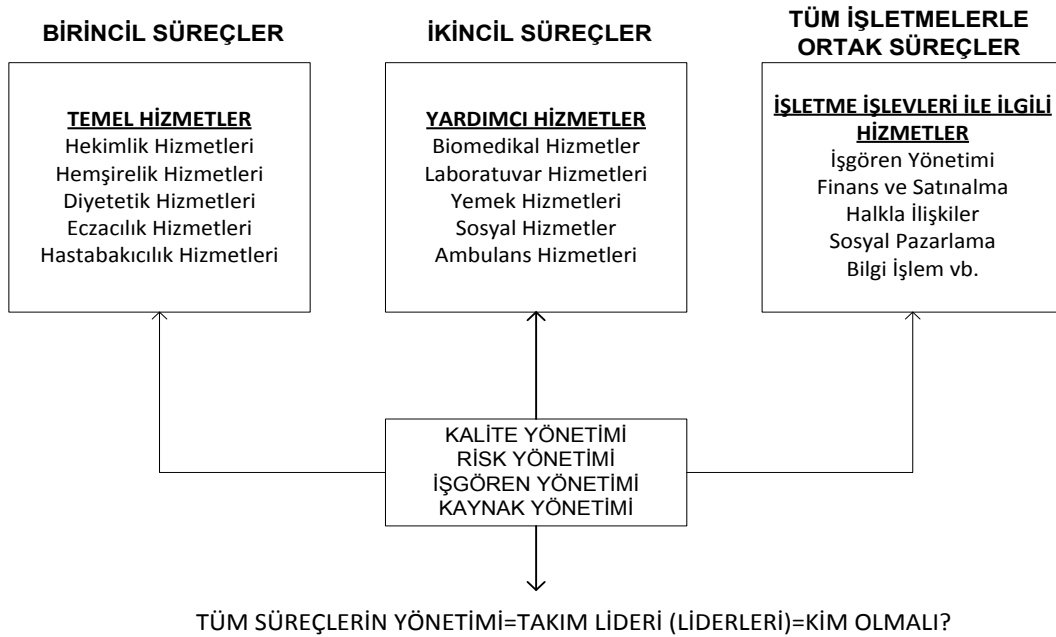 BİRİNCİL SÜREÇLER
TEMEL HİZMETLER
Hekimlik Hizmetleri
Hemşirelik Hizmetleri
Diyetetik Hizmetleri
Eczacılık Hizmetleri
Hastabakıcılık Hizmetleri
İKİNCİL SÜREÇLER
YARDIMCI HİZMETLER
Biomedikal Hizmetler
Laboratuvar Hizmetleri
Yemek Hizmetleri
Sosyal Hizmetler
Ambulans Hizmetleri
TÜM İŞLETMELERLE
ORTAK SÜREÇLER
İŞLETME İŞLEVLERİ İLE İLGİLİ
HİZMETLER
İşgören Yönetimi
Finans ve Satınalma
Halkla İlişkiler
Sosyal Pazarlama
Bilgi İşlem vb.
KALİTE YÖNETİMİ
RİSK YÖNETİMİ
İŞGÖREN YÖNETİMİ
KAYNAK YÖNETİMİ
TÜM SÜREÇLERİN YÖNETİMİ=TAKIM LİDERİ (LİDERLERİ)=KİM OLMALI?